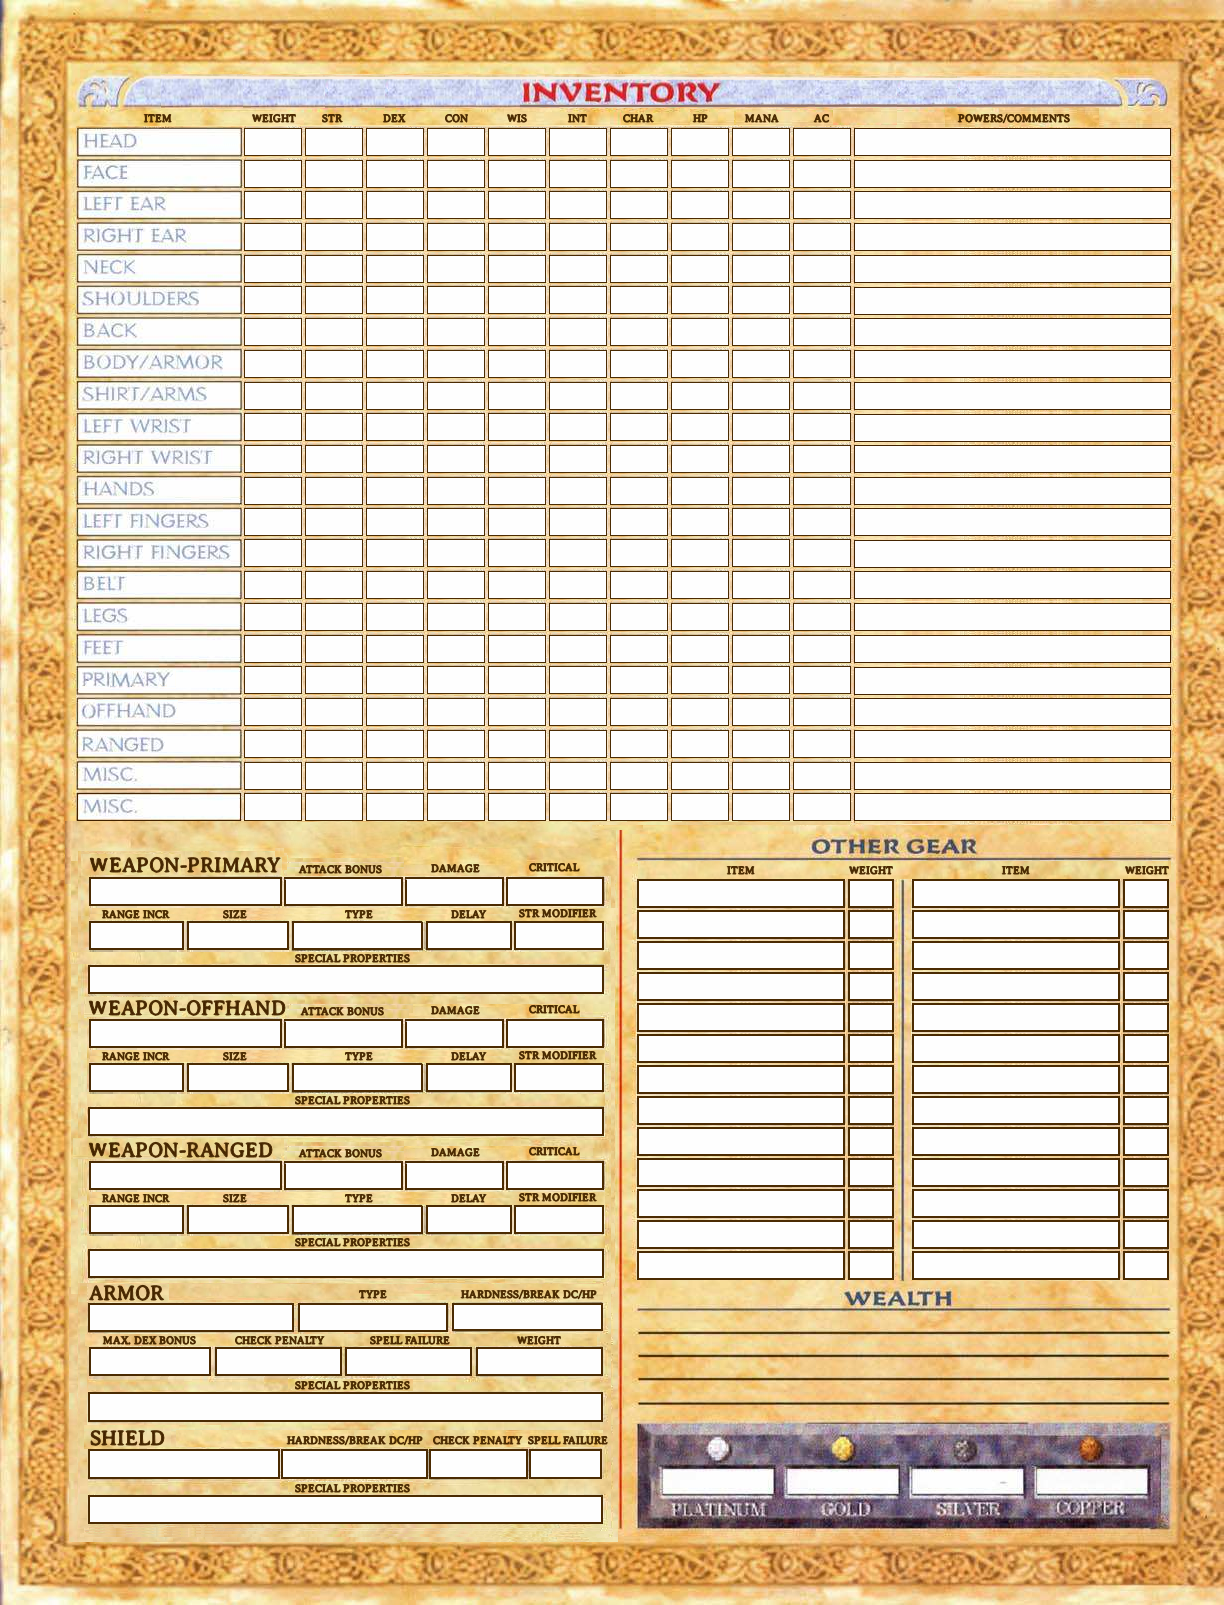 INVENTORY
ITEM WEIGHT STR DEX CON WIS INT CHAR HP MANA AC POWERS/COMMENTS
HEAD
FACE
LEFT EAR
RIGHT EAR
NECK
SHOULDERS
BACK
BODY/ARMOR
SHIRT/ARMS
LEFT WRIST
RIGHT WRIST
HANDS
LEFT FINGERS
RIGHT FINGERS
BELT
LEGS
FEET
PRIMARY
OFFHAND
RANGED
MISC.
MISC.
WEAPON-PRIMARY ATTACK BONUS DAMAGE CRITICAL
RANGE INCR SIZE TYPE DELAY STR MODIFIER
SPECIAL PROPERTIES
WEAPON-OFFHAND ATTACK BONUS DAMAGE CRITICAL
RANGE INCR SIZE TYPE DELAY STR MODIFIER
SPECIAL PROPERTIES
WEAPON-RANGED ATTACK BONUS DAMAGE CRITICAL
RANGE INCR SIZE TYPE DELAY STR MODIFIER
SPECIAL PROPERTIES
ARMOR TYPE HARDNESS/BREAK DC/HP
MAX. DEX BONUS CHECK PENALTY SPELL FAILURE WEIGHT
SPECIAL PROPERTIES
SHIELD HARDNESS/BREAK DC/HP CHECK PENALTY SPELL FAILURE
SPECIAL PROPERTIES
OTHER GEAR
ITEM WEIGHT ITEM WEIGHT
WEALTH
PLATINUM GOLD SILVER COPPER